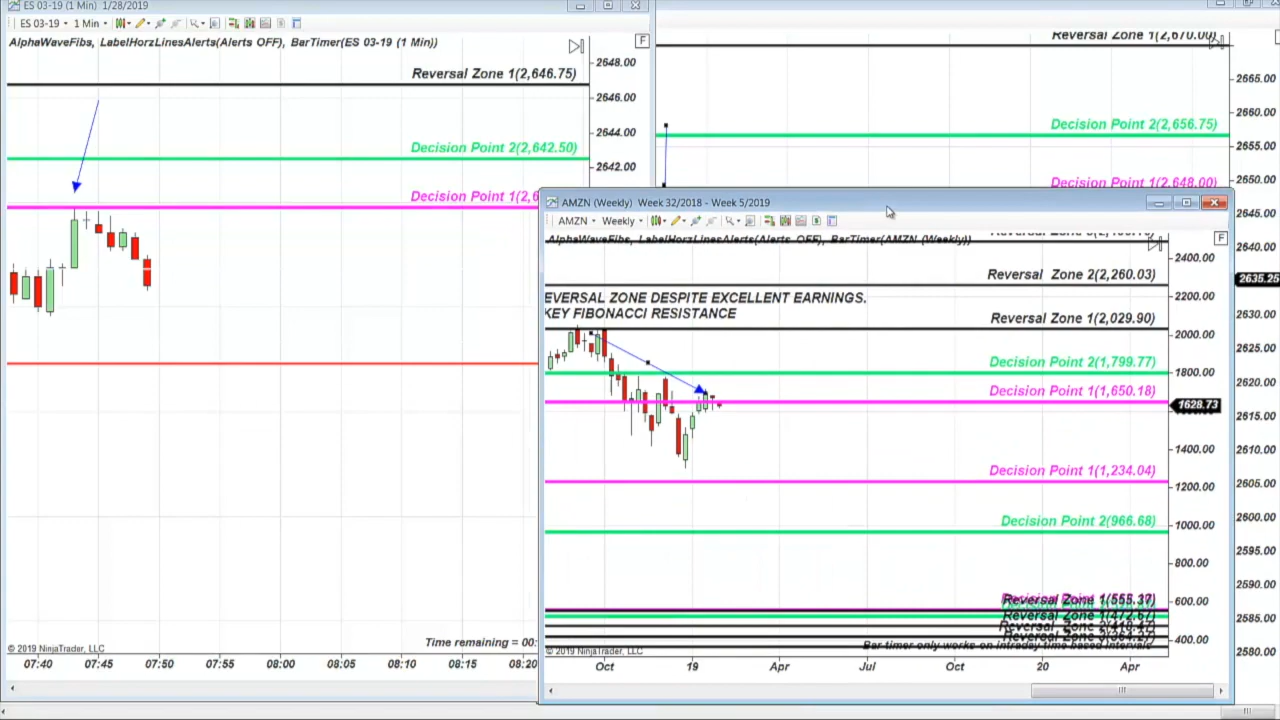 ES 03-19 (1 Min) 1/28/2019
ES 03-19
1 Min
AlphaWaveFibs, LabelHorzLinesAlerts(Alerts OFF), BarTimer(ES 03-19 (1 Min))
F
2648.00
Reversal Zone 1(2,646.75)
2646.00
2644.00
Decision Point 2(2,642.50)
2642.00
Decision Point 1(2,6
Time remaining = 00:
© 2019 NinjaTrader, LLC
07:40 07:45 07:50 07:55 08:00 08:05 08:10 08:15 08:20
Reversal Zone 1(2,670.00)
2665.00
2660.00
Decision Point 2(2,656.75)
2655.00
Decision Point 1(2,648.00)
2650.00
2645.00
2640.00
2635.25
2630.00
2625.00
2620.00
2615.00
2610.00
2605.00
2600.00
2595.00
2590.00
2585.00
2580.00
AMZN (Weekly) Week 32/2018 - Week 5/2019
AMZN
Weekly
AlphaWaveFibs, LabelHorzLinesAlerts(Alerts OFF), BarTimer(AMZN (Weekly))
F
2400.00
Reversal Zone 2(2,260.03)
2200.00
EVERSAL ZONE DESPITE EXCELLENT EARNINGS.
KEY FIBONACCI RESISTANCE
Reversal Zone 1(2,029.90)
2000.00
Decision Point 2(1,799.77)
1800.00
Decision Point 1(1,650.18)
1628.73
1400.00
Decision Point 1(1,234.04)
1200.00
Decision Point 2(966.68)
1000.00
800.00
600.00
Reversal Zone 1(555.37)
Reversal Zone 1(472.67)
400.00
Bar timer only works on intraday time based intervals
© 2019 NinjaTrader, LLC
Oct 19 Apr Jul Oct 20 Apr